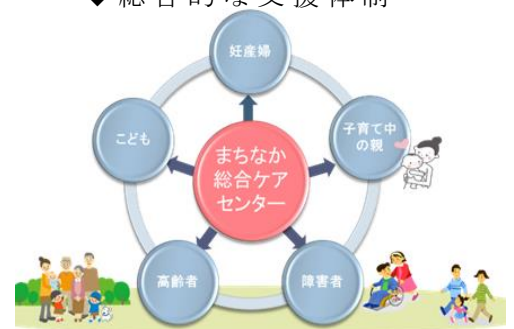 ◆総合的な支援体制
妊産婦
こども
子育て中
の親
まちなか
総合ケア
センター
高齢者
障害者